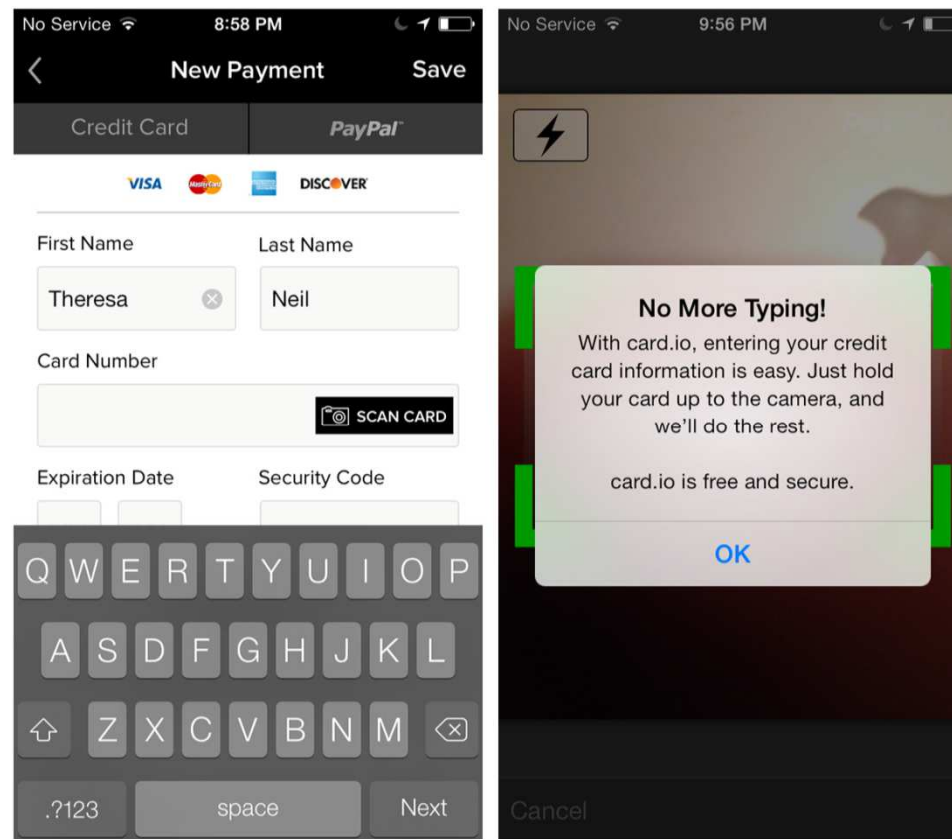 No Service 8:58 PM
New Payment Save
Credit Card PayPal™
VISA MasterCard DISCOVER
First Name Last Name
Theresa Neil
Card Number
SCAN CARD
Expiration Date Security Code
Q W E R T Y U I O P
A S D F G H J K L
Z X C V B N M
.?123 space Next
No Service 9:56 PM
No More Typing!
With card.io, entering your credit
card information is easy. Just hold
your card up to the camera, and
we'll do the rest.
card.io is free and secure.
OK
Cancel